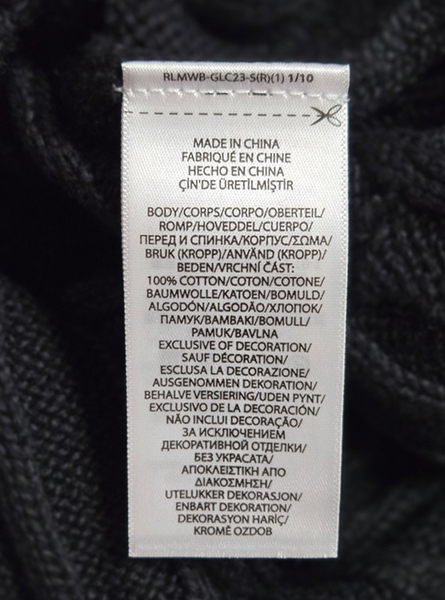 RLMWB-GLC23-S(R)(1) 1/10
MADE IN CHINA
FABRIQUÉ EN CHINE
HECHO EN CHINA
ÇİN'DE ÜRETİLMİŞTİR
BODY/CORPS/CORPO/OBERTEIL/
ROMP/HOVEDDEL/CUERPO/
ПЕРЕД И СПИНКА/КОРПУС/ΣΩΜΑ/
BRUK (KROPP)/ANVÄND (KROPP)/
BEDEN/VRCHNÍ ČÁST:
100% COTTON/COTON/COTONE/
BAUMWOLLE/KATOEN/BOMULD/
ALGODÓN/ALGODÃO/ХЛОПОК/
ПАМУК/ΒΑΜΒΑΚΙ/BOMULL/
PAMUK/BAVLNA
EXCLUSIVE OF DECORATION/
SAUF DÉCORATION/
ESCLUSA LA DECORAZIONE/
AUSGENOMMEN DEKORATION/
BEHALVE VERSIERING/UDEN PYNT/
EXCLUSIVO DE LA DECORACIÓN/
NÃO INCLUI DECORAÇÃO/
ЗА ИСКЛЮЧЕНИЕМ
ДЕКОРАТИВНОЙ ОТДЕЛКИ/
БЕЗ УКРАСАТА/
ΑΠΟΚΛΕΙΣΤΙΚΗ ΑΠΟ
ΔΙΑΚΟΣΜΗΣΗ/
UTELUKKER DEKORASJON/
ENBART DEKORATION/
DEKORASYON HARİÇ/
KROMĚ OZDOB